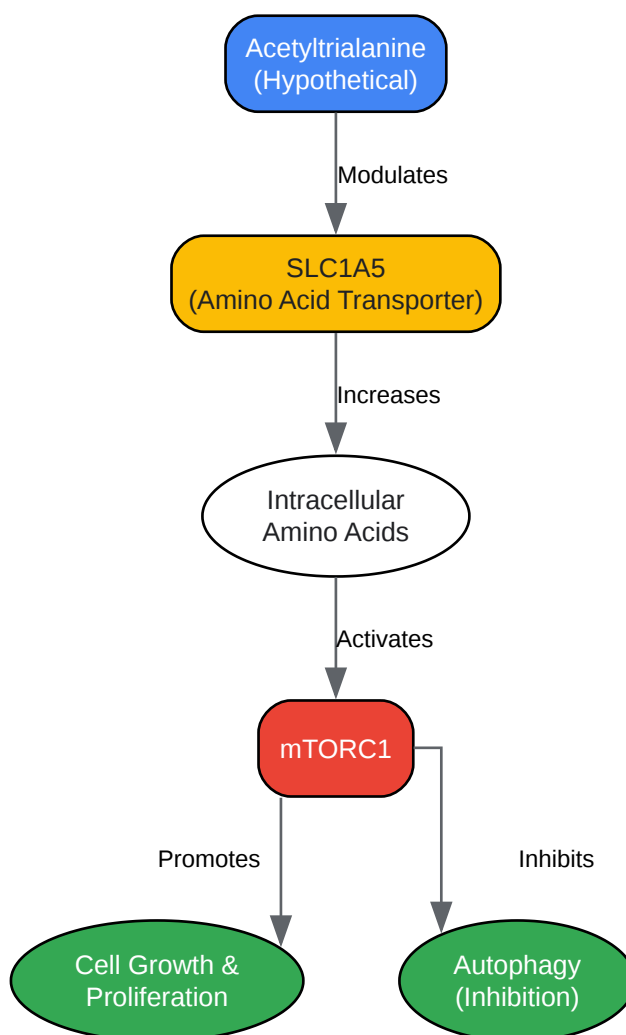 Acetyltrialanine
(Hypothetical)
Modulates
SLC1A5
(Amino Acid Transporter)
Increases
Intracellular
Amino Acids
Activates
mTORC1
Promotes
Inhibits
Cell Growth &
Proliferation
Autophagy
(Inhibition)